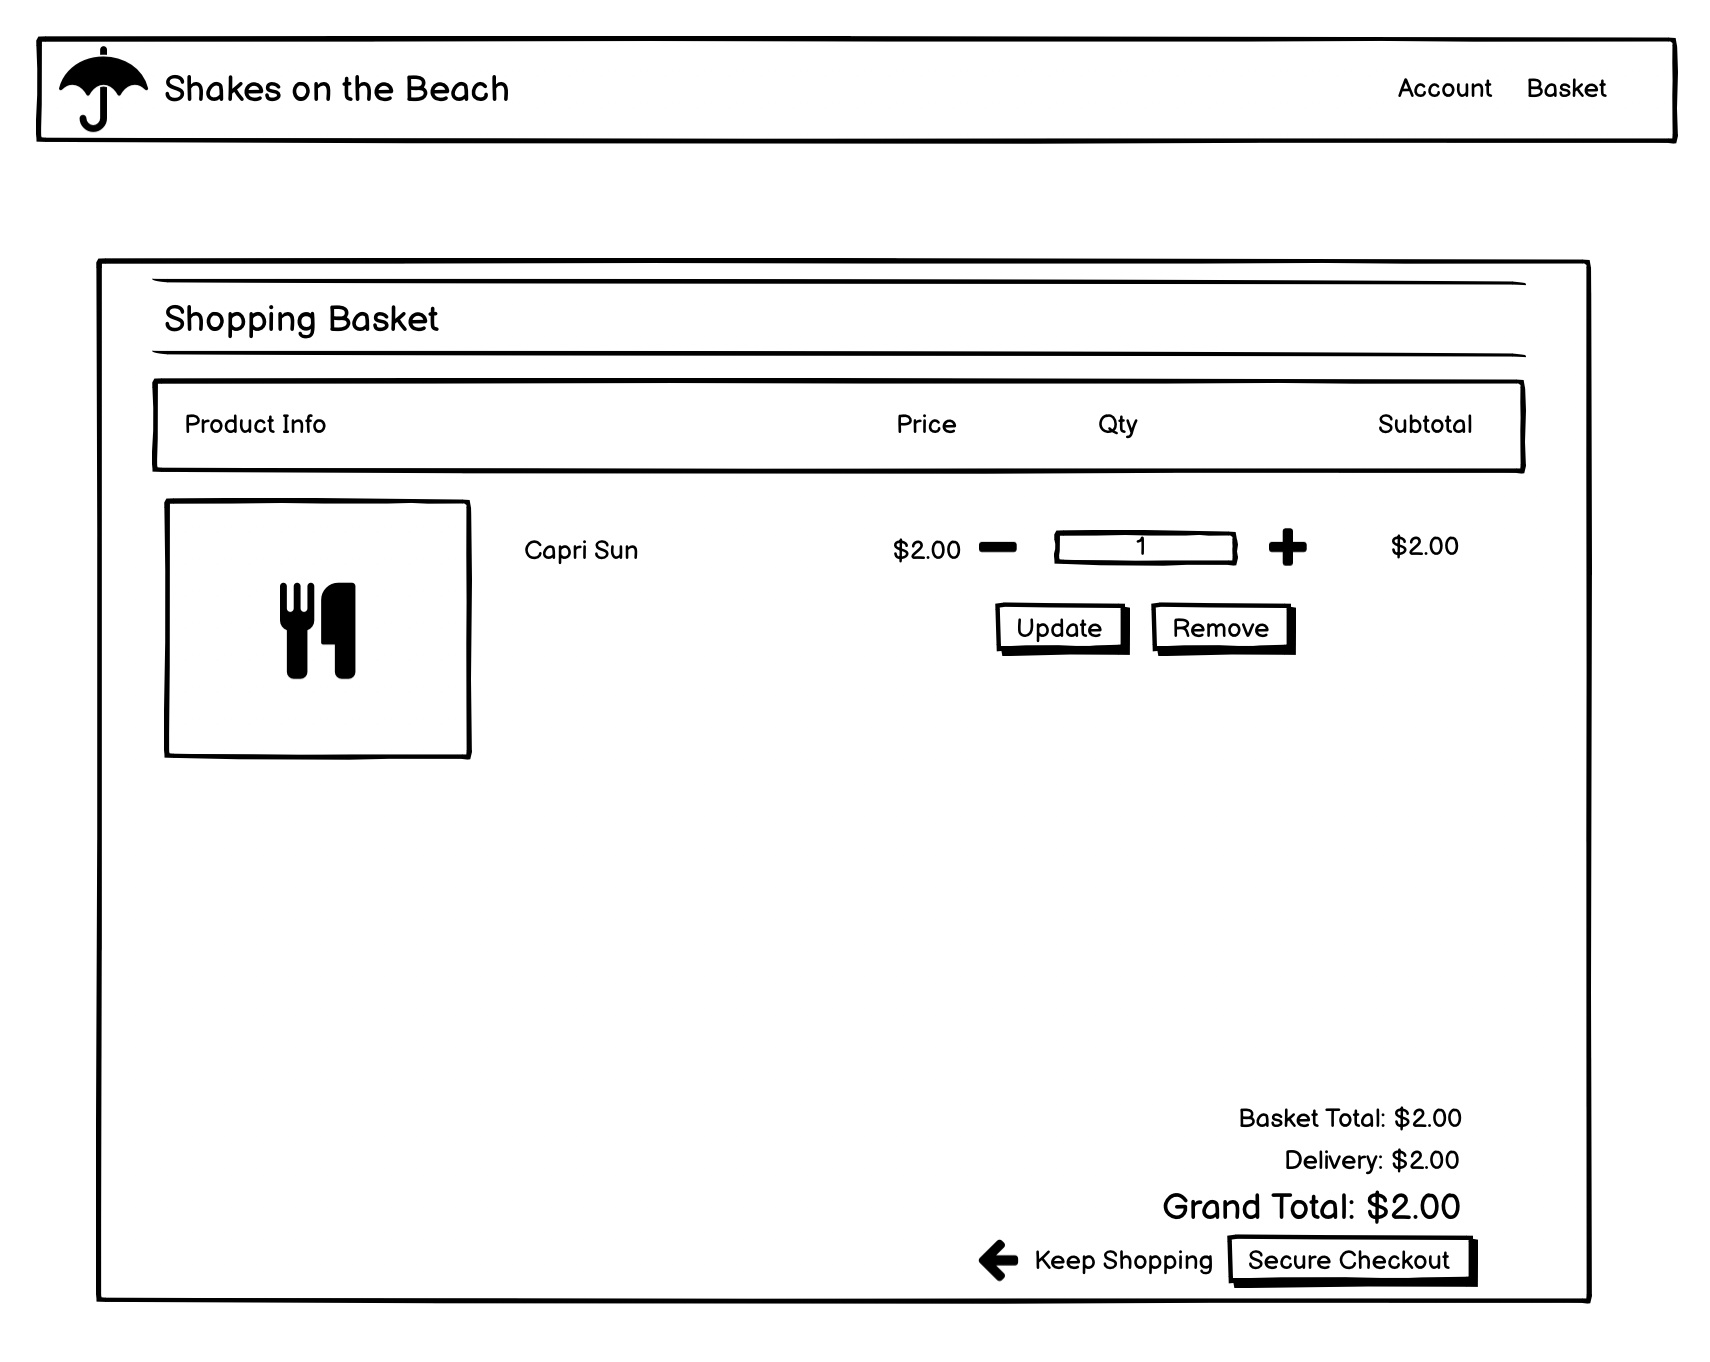 Shakes on the Beach
Account Basket
Shopping Basket
Product Info Price Qty Subtotal
Capri Sun $2.00 1 $2.00
Update Remove
Basket Total: $2.00
Delivery: $2.00
Grand Total: $2.00
Keep Shopping Secure Checkout